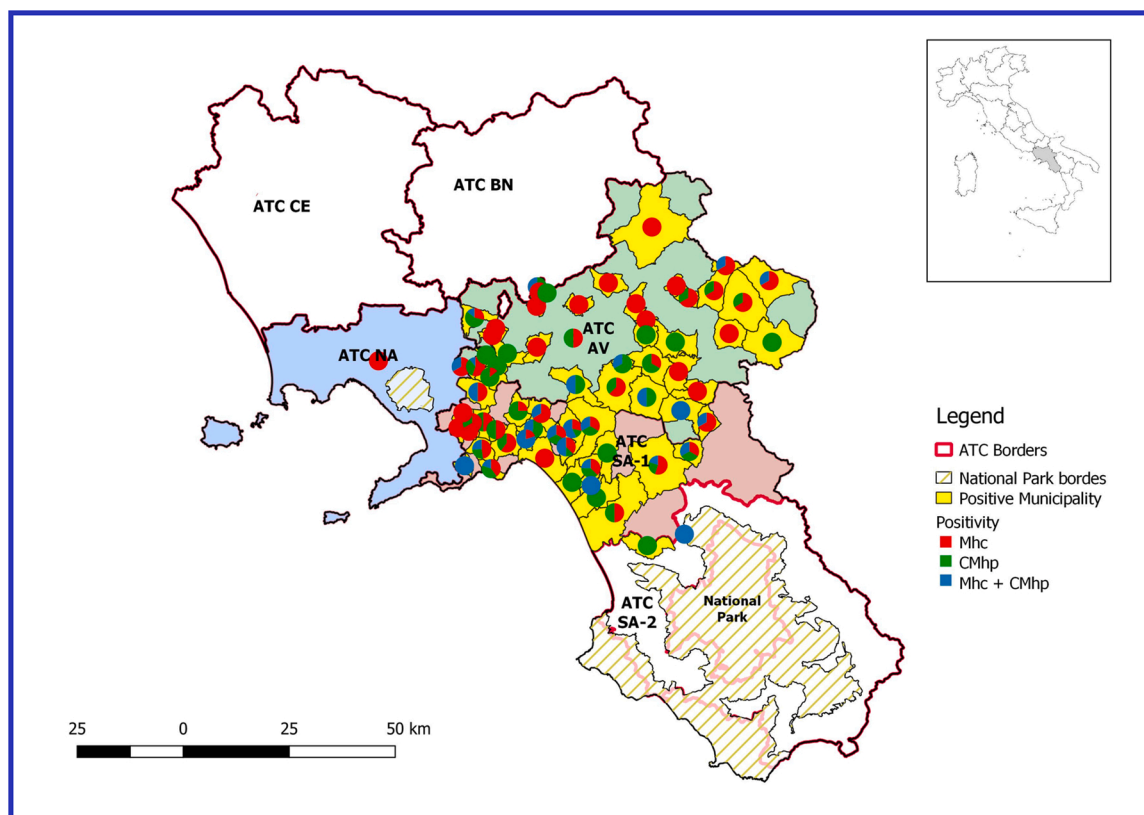 ATC BN
ATC CE
ATC
AV
ATC NA
ATC
SA-1
ATC
SA-2
National
Park
25 0 25 50 km
Legend
ATC Borders
National Park bordes
Positive Municipality
Positivity
Mhc
CMhp
Mhc + CMhp